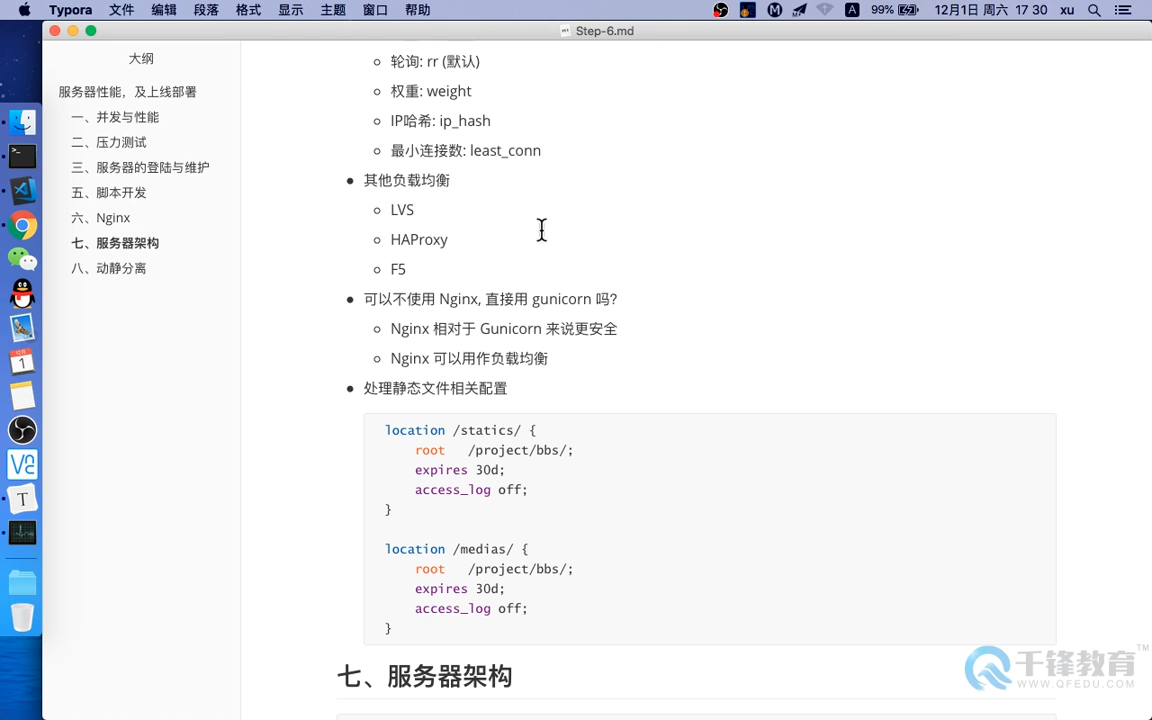 Typora 文件 编辑 段落 格式 显示 主题 窗口 帮助 99% 12月1日 周六 17 30 xu
Step-6.md
大纲
服务器性能，及上线部署
一、并发与性能
二、压力测试
三、服务器的登陆与维护
五、脚本开发
六、Nginx
七、服务器架构
八、动静分离
轮询: rr (默认)
权重: weight
IP哈希: ip_hash
最小连接数: least_conn
其他负载均衡
LVS
HAProxy
F5
可以不使用 Nginx, 直接用 gunicorn 吗?
Nginx 相对于 Gunicorn 来说更安全
Nginx 可以用作负载均衡
处理静态文件相关配置
location /statics/ {
root /project/bbs/;
expires 30d;
access_log off;
}
location /medias/ {
root /project/bbs/;
expires 30d;
access_log off;
}
七、服务器架构
千锋教育 TM
WWW.QFEDU.COM